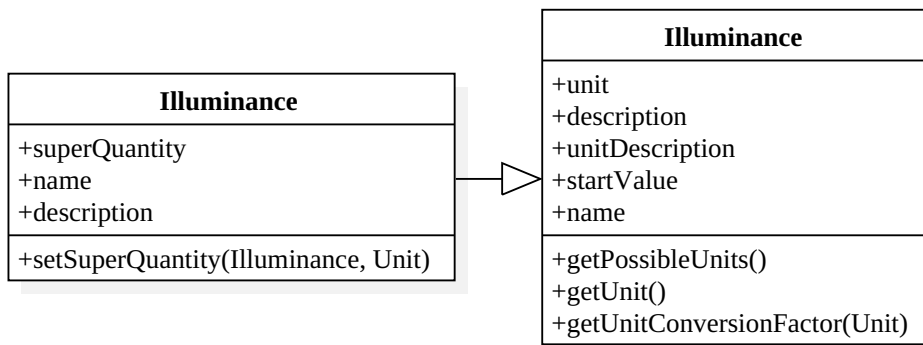 Illuminance
+superQuantity
+name
+description
+setSuperQuantity(Illuminance, Unit)
Illuminance
+unit
+description
+unitDescription
+startValue
+name
+getPossibleUnits()
+getUnit()
+getUnitConversionFactor(Unit)